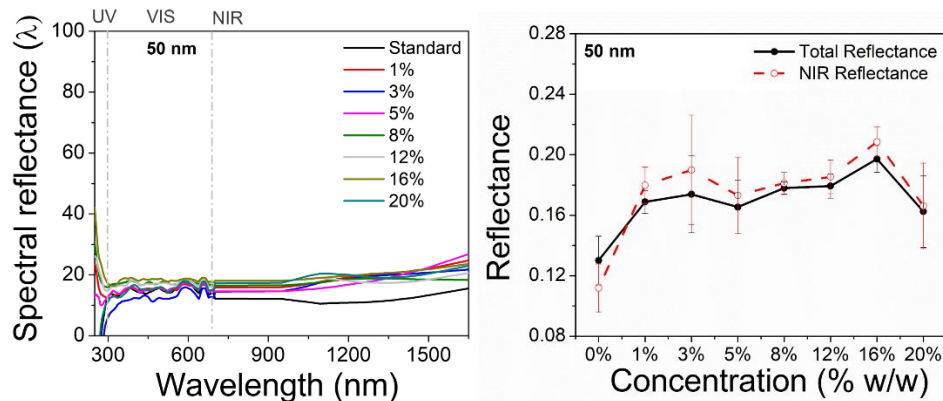 UV VIS NIR
50 nm
Spectral reflectance (λ)
100
80
60
40
20
0
300 600 900 1200 1500
Wavelength (nm)
Standard
1%
3%
5%
8%
12%
16%
20%
50 nm
Total Reflectance
NIR Reflectance
Reflectance
0.28
0.24
0.20
0.16
0.12
0.08
0% 1% 3% 5% 8% 12% 16% 20%
Concentration (% w/w)